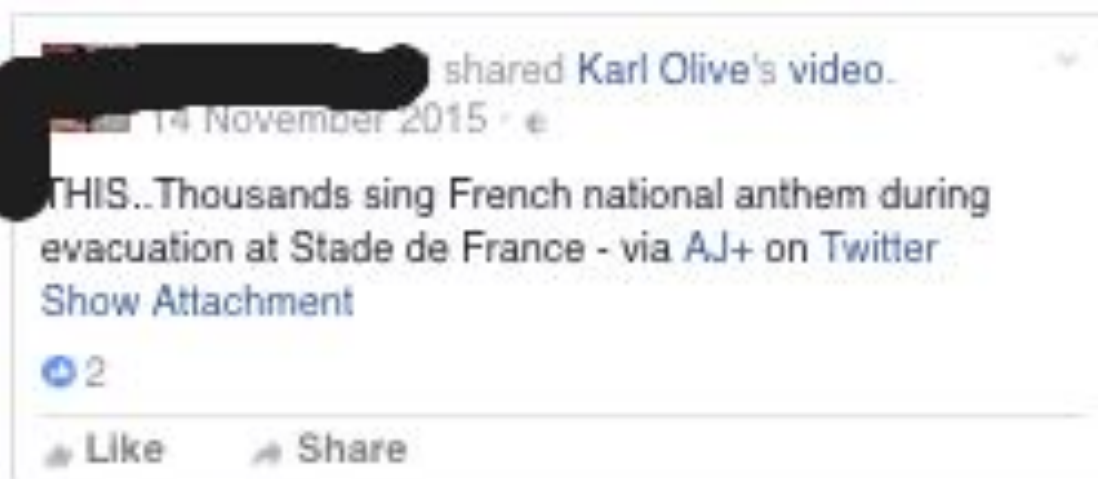 shared Karl Olive's video.
14 November 2015 ·
THIS..Thousands sing French national anthem during
evacuation at Stade de France - via AJ+ on Twitter
Show Attachment
2
Like Share